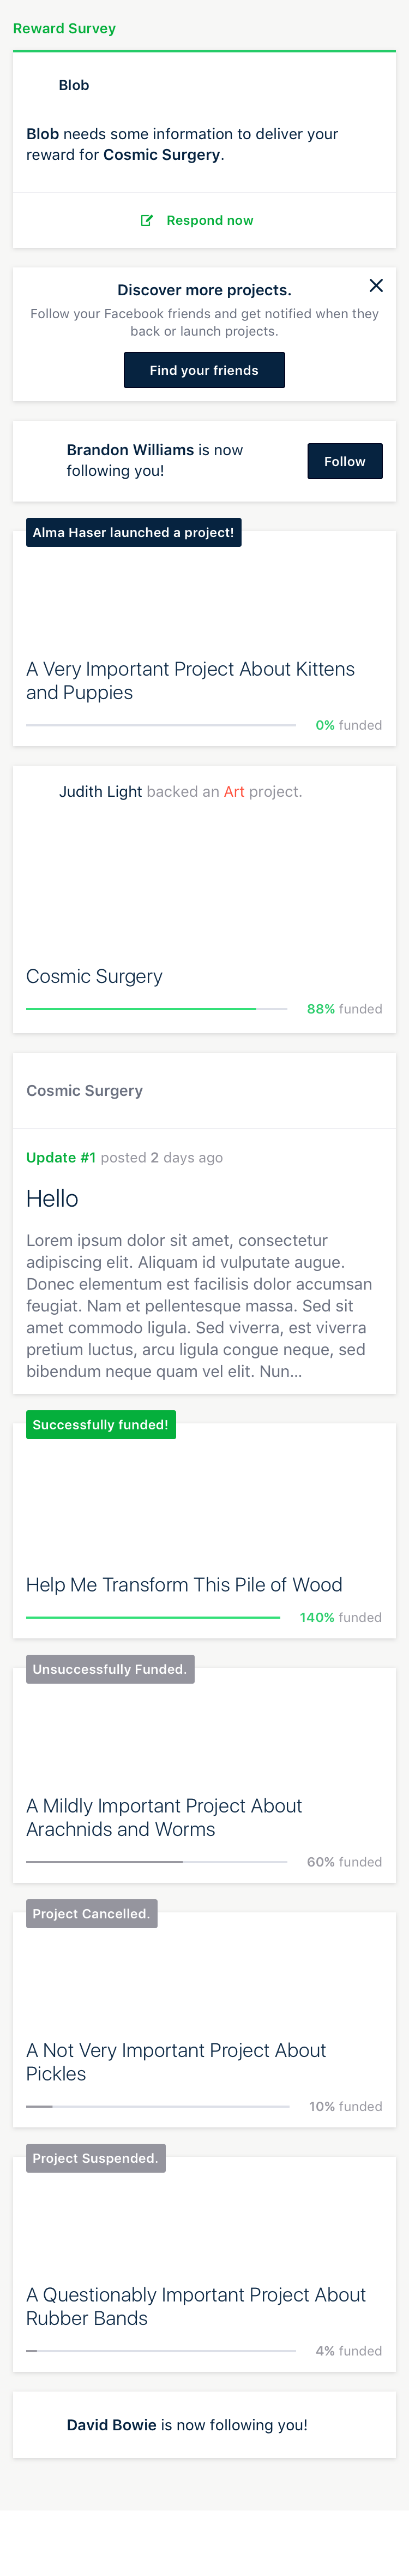 Reward Survey
Blob
Blob needs some information to deliver your
reward for Cosmic Surgery.
Respond now
Discover more projects.
Follow your Facebook friends and get notified when they
back or launch projects.
Find your friends
Brandon Williams is now
following you!
Follow
Alma Haser launched a project!
A Very Important Project About Kittens
and Puppies
0% funded
Judith Light backed an Art project.
Cosmic Surgery
88% funded
Cosmic Surgery
Update #1 posted 2 days ago
Hello
Lorem ipsum dolor sit amet, consectetur
adipiscing elit. Aliquam id vulputate augue.
Donec elementum est facilisis dolor accumsan
feugiat. Nam et pellentesque massa. Sed sit
amet commodo ligula. Sed viverra, est viverra
pretium luctus, arcu ligula congue neque, sed
bibendum neque quam vel elit. Nun...
Successfully funded!
Help Me Transform This Pile of Wood
140% funded
Unsuccessfully Funded.
A Mildly Important Project About
Arachnids and Worms
60% funded
Project Cancelled.
A Not Very Important Project About
Pickles
10% funded
Project Suspended.
A Questionably Important Project About
Rubber Bands
4% funded
David Bowie is now following you!